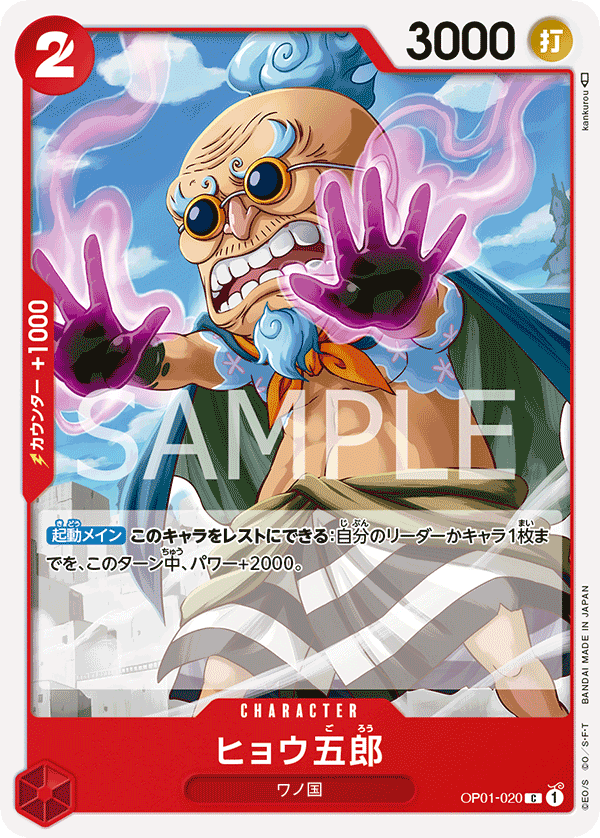 2
3000
打
kankurou
カウンター +1000
SAMPLE
起動メイン このキャラをレストにできる:自分のリーダーかキャラ1枚ま
でを、このターン中、パワー+2000。
CHARACTER
ヒョウ五郎
ワノ国
OP01-020 C 1
©E.O/S ©O/S・F・T BANDAI MADE IN JAPAN